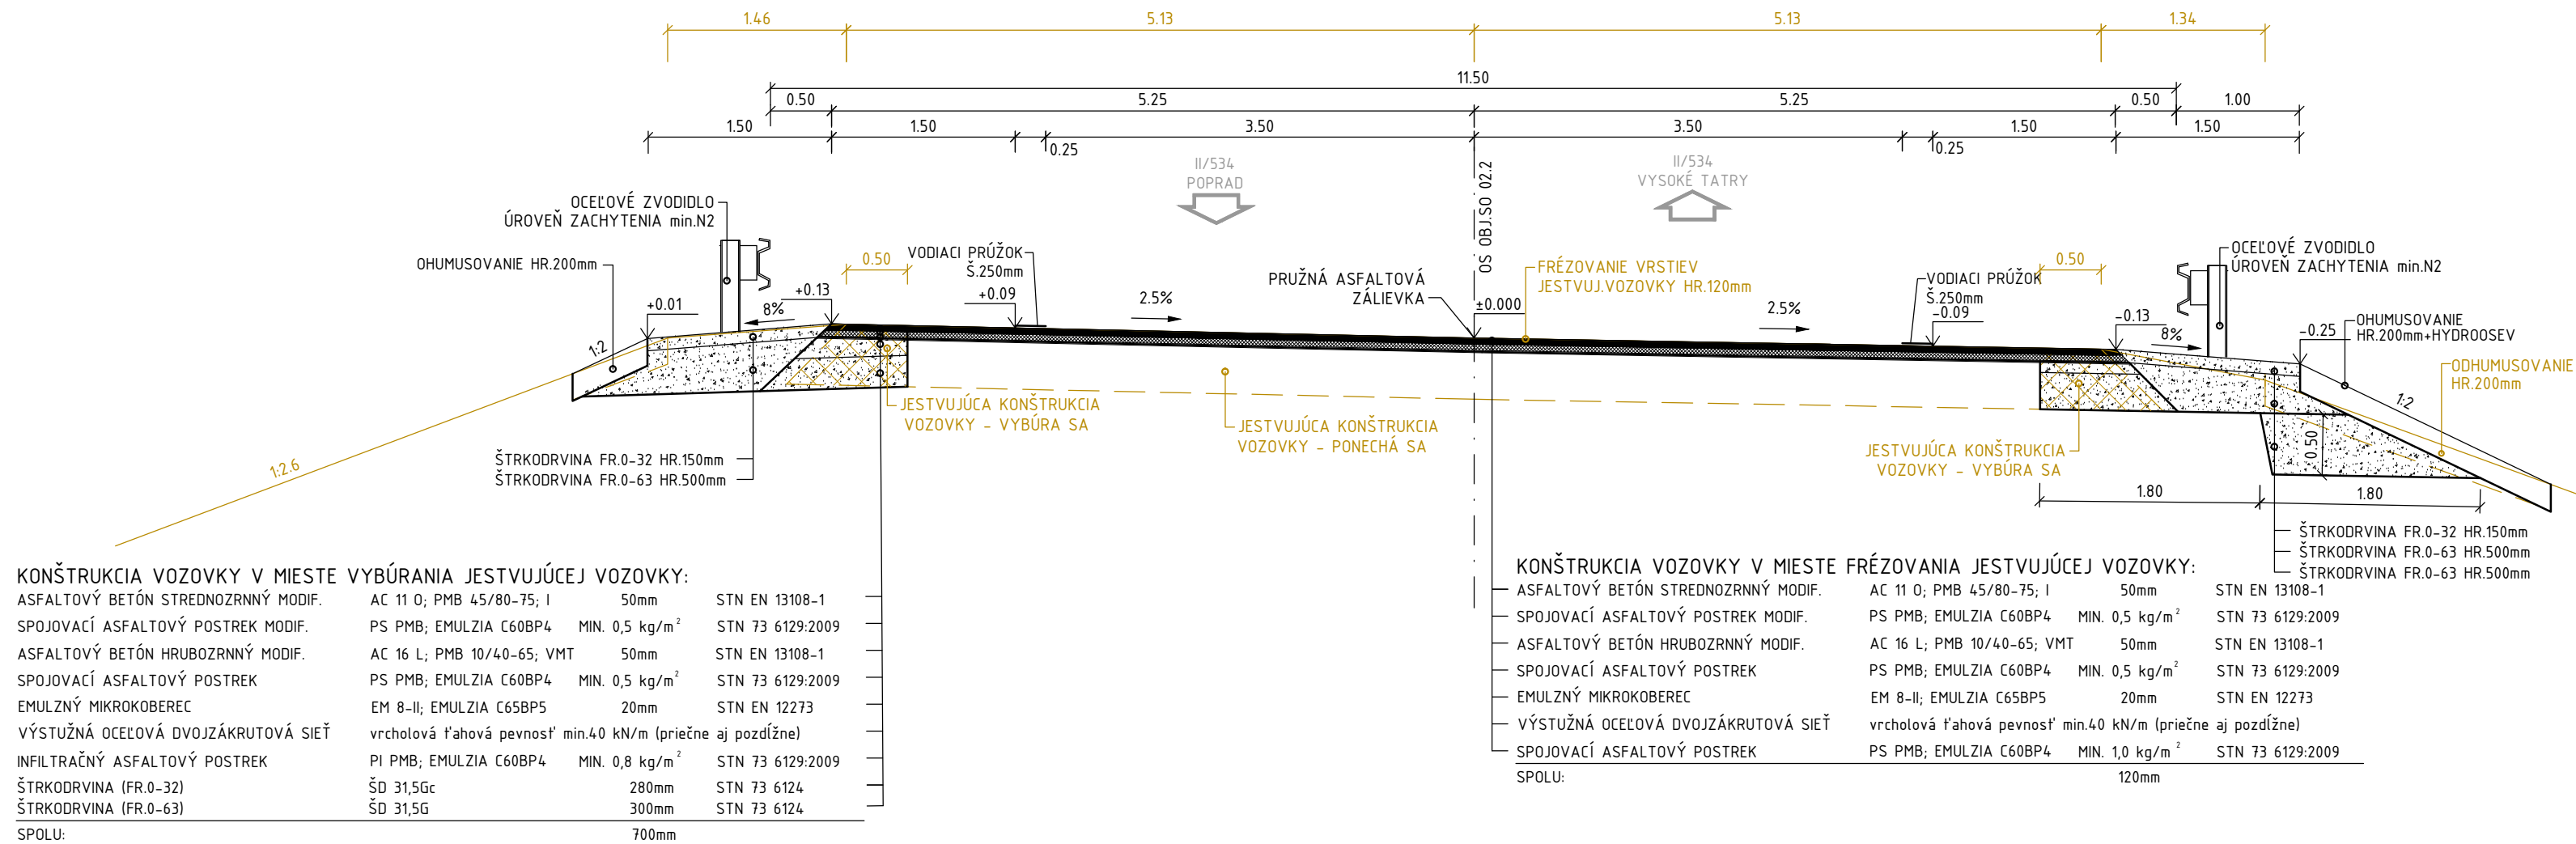 1.46 5.13 5.13 1.34
11.50
0.50 5.25 5.25 0.50 1.00
1.50 1.50 3.50 3.50 1.50 1.50
0.25 0.25
II/534
POPRAD
II/534
VYSOKÉ TATRY
OS OBJ.SO 02.2
OCEĽOVÉ ZVODIDLO
ÚROVEŇ ZACHYTENIA min.N2
OHUMUSOVANIE HR.200mm
+0.01
8%
+0.13
0.50
VODIACI PRÚŽOK
Š.250mm
+0.09
2.5%
PRUŽNÁ ASFALTOVÁ
ZÁLIEVKA
±0.000
FRÉZOVANIE VRSTIEV
JESTVUJ.VOZOVKY HR.120mm
2.5%
VODIACI PRÚŽOK
Š.250mm
-0.09
0.50
-0.13
8%
OCEĽOVÉ ZVODIDLO
ÚROVEŇ ZACHYTENIA min.N2
-0.25
OHUMUSOVANIE
HR.200mm+HYDROOSEV
ODHUMUSOVANIE
HR.200mm
1:2
1:2
1:2.6
JESTVUJÚCA KONŠTRUKCIA
VOZOVKY - VYBÚRA SA
JESTVUJÚCA KONŠTRUKCIA
VOZOVKY - PONECHÁ SA
JESTVUJÚCA KONŠTRUKCIA
VOZOVKY - VYBÚRA SA
0.50
1.80 1.80
ŠTRKODRVINA FR.0-32 HR.150mm
ŠTRKODRVINA FR.0-63 HR.500mm
ŠTRKODRVINA FR.0-32 HR.150mm
ŠTRKODRVINA FR.0-63 HR.500mm
ŠTRKODRVINA FR.0-63 HR.500mm
KONŠTRUKCIA VOZOVKY V MIESTE VYBÚRANIA JESTVUJÚCEJ VOZOVKY:
ASFALTOVÝ BETÓN STREDNOZRNNÝ MODIF. AC 11 O; PMB 45/80-75; I 50mm STN EN 13108-1
SPOJOVACÍ ASFALTOVÝ POSTREK MODIF. PS PMB; EMULZIA C60BP4 MIN. 0,5 kg/m² STN 73 6129:2009
ASFALTOVÝ BETÓN HRUBOZRNNÝ MODIF. AC 16 L; PMB 10/40-65; VMT 50mm STN EN 13108-1
SPOJOVACÍ ASFALTOVÝ POSTREK PS PMB; EMULZIA C60BP4 MIN. 0,5 kg/m² STN 73 6129:2009
EMULZNÝ MIKROKOBEREC EM 8-II; EMULZIA C65BP5 20mm STN EN 12273
VÝSTUŽNÁ OCEĽOVÁ DVOJZÁKRUTOVÁ SIEŤ vrcholová ťahová pevnosť min.40 kN/m (priečne aj pozdĺžne)
INFILTRAČNÝ ASFALTOVÝ POSTREK PI PMB; EMULZIA C60BP4 MIN. 0,8 kg/m² STN 73 6129:2009
ŠTRKODRVINA (FR.0-32) ŠD 31,5Gc 280mm STN 73 6124
ŠTRKODRVINA (FR.0-63) ŠD 31,5G 300mm STN 73 6124
SPOLU: 700mm
KONŠTRUKCIA VOZOVKY V MIESTE FRÉZOVANIA JESTVUJÚCEJ VOZOVKY:
ASFALTOVÝ BETÓN STREDNOZRNNÝ MODIF. AC 11 O; PMB 45/80-75; I 50mm STN EN 13108-1
SPOJOVACÍ ASFALTOVÝ POSTREK MODIF. PS PMB; EMULZIA C60BP4 MIN. 0,5 kg/m² STN 73 6129:2009
ASFALTOVÝ BETÓN HRUBOZRNNÝ MODIF. AC 16 L; PMB 10/40-65; VMT 50mm STN EN 13108-1
SPOJOVACÍ ASFALTOVÝ POSTREK PS PMB; EMULZIA C60BP4 MIN. 0,5 kg/m² STN 73 6129:2009
EMULZNÝ MIKROKOBEREC EM 8-II; EMULZIA C65BP5 20mm STN EN 12273
VÝSTUŽNÁ OCEĽOVÁ DVOJZÁKRUTOVÁ SIEŤ vrcholová ťahová pevnosť min.40 kN/m (priečne aj pozdĺžne)
SPOJOVACÍ ASFALTOVÝ POSTREK PS PMB; EMULZIA C60BP4 MIN. 1,0 kg/m² STN 73 6129:2009
SPOLU: 120mm